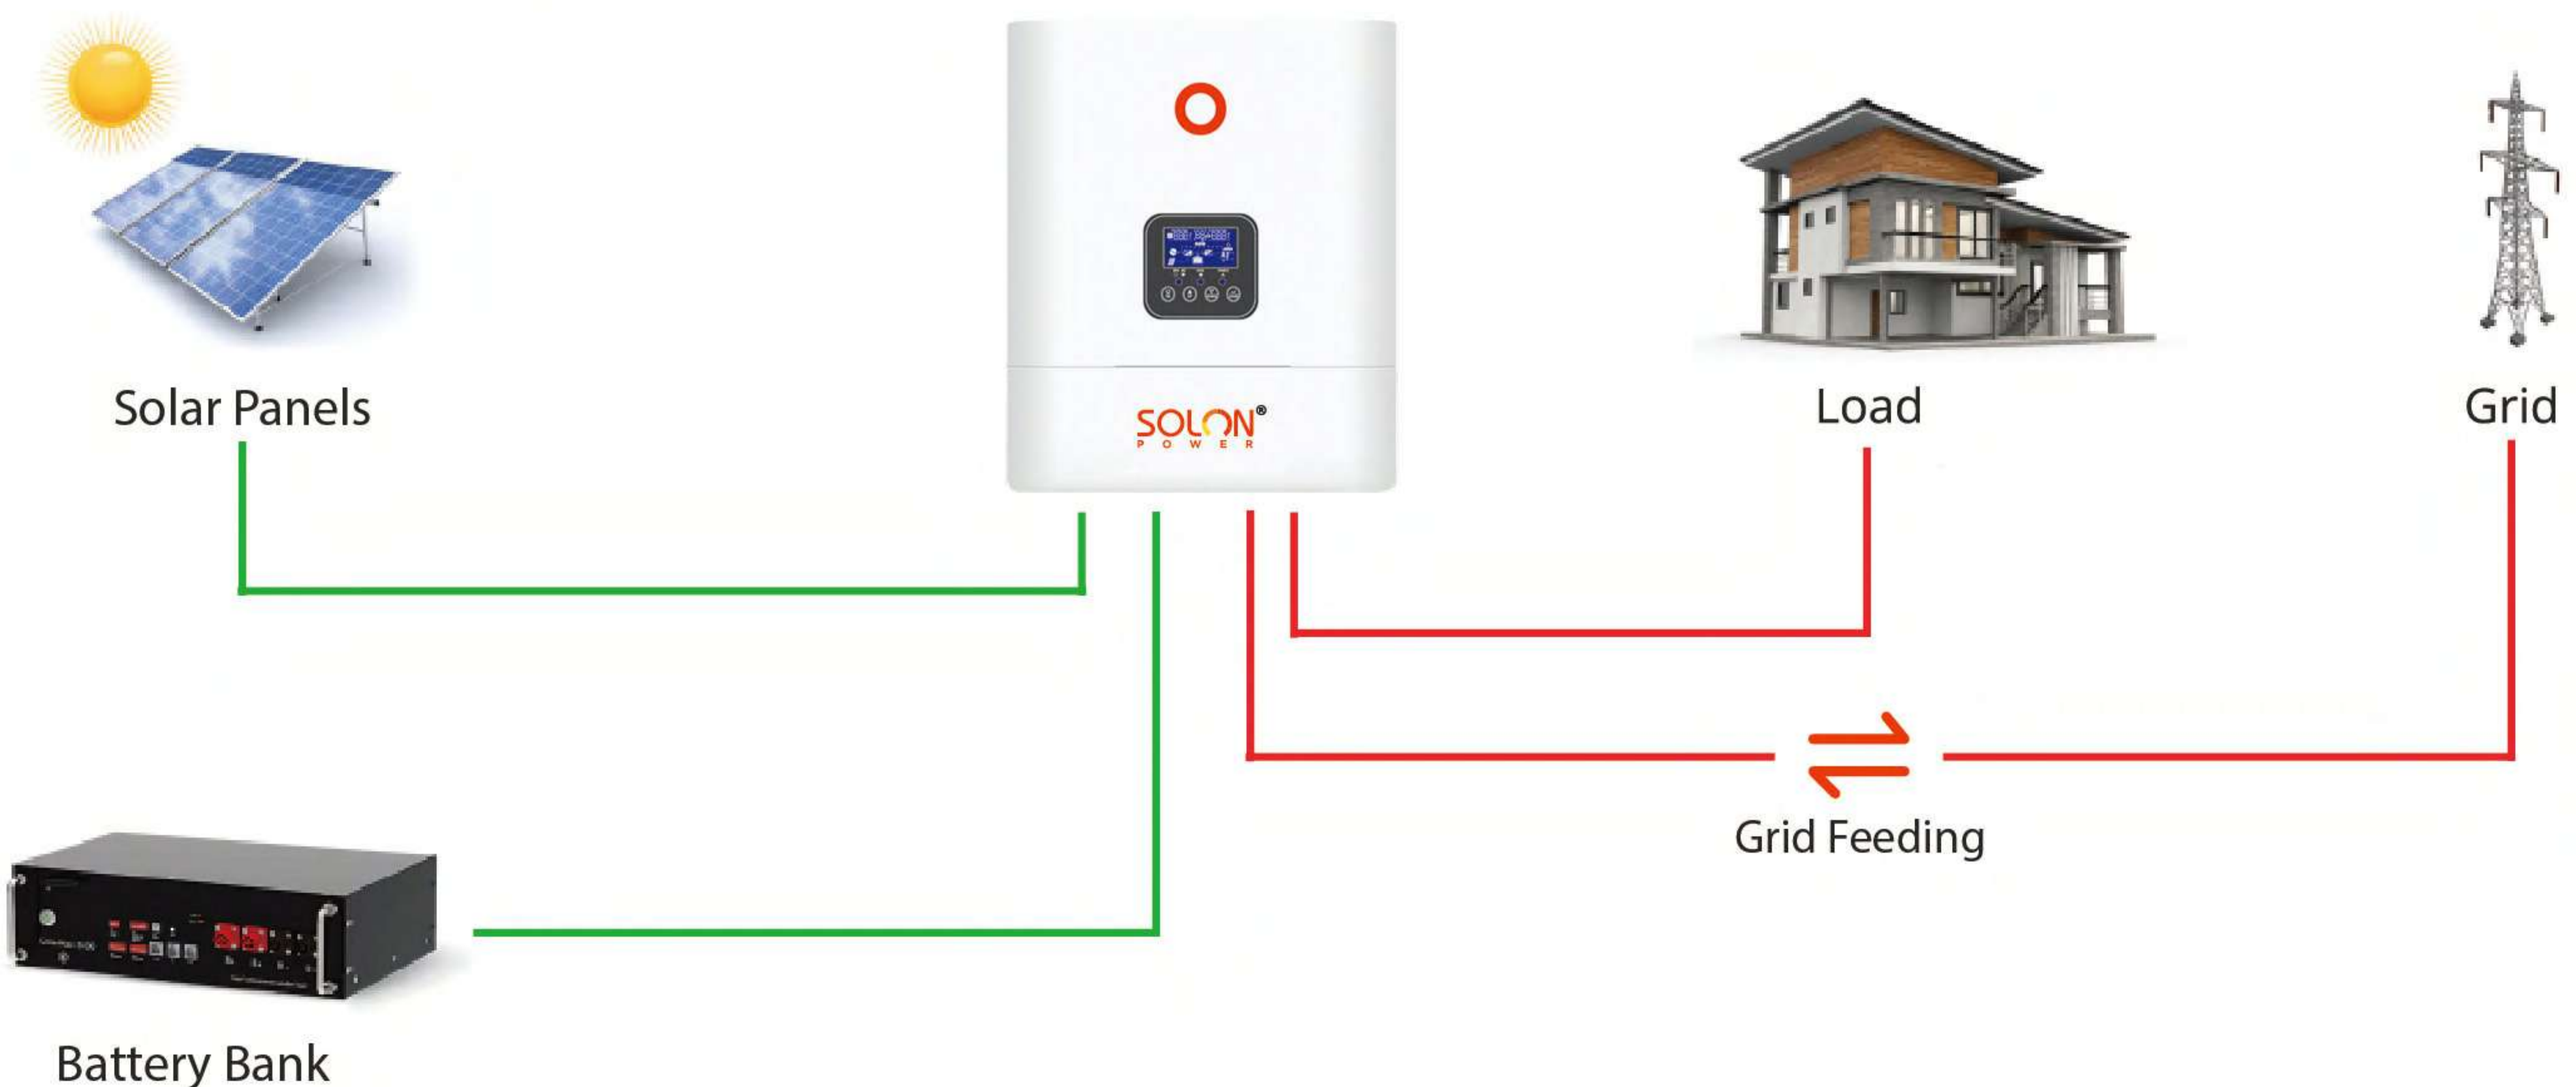 SOLON®
POWER
Solar Panels
Load
Grid
Grid Feeding
Battery Bank